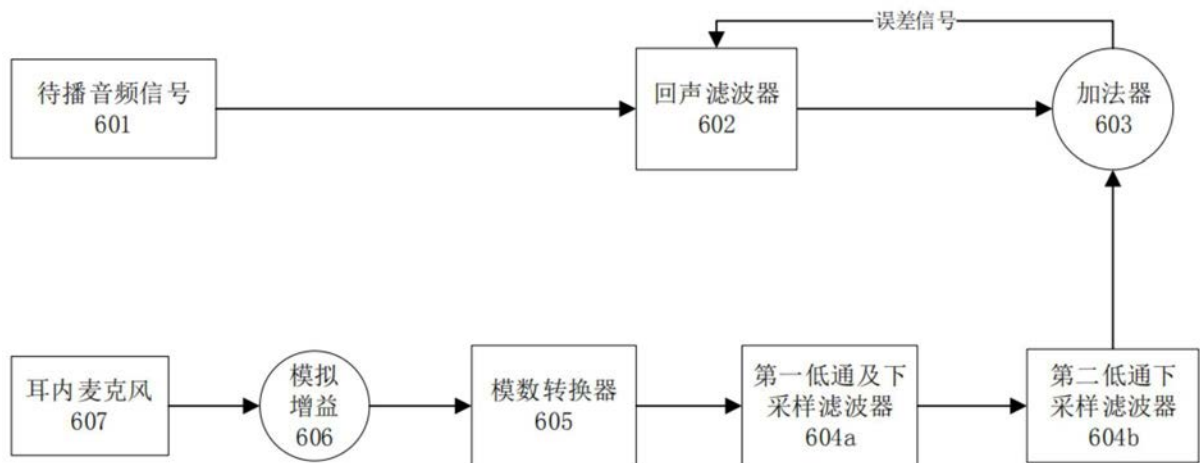 误差信号
待播音频信号
601
回声滤波器
602
加法器
603
耳内麦克风
607
模拟
增益
606
模数转换器
605
第一低通及下
采样滤波器
604a
第二低通下
采样滤波器
604b